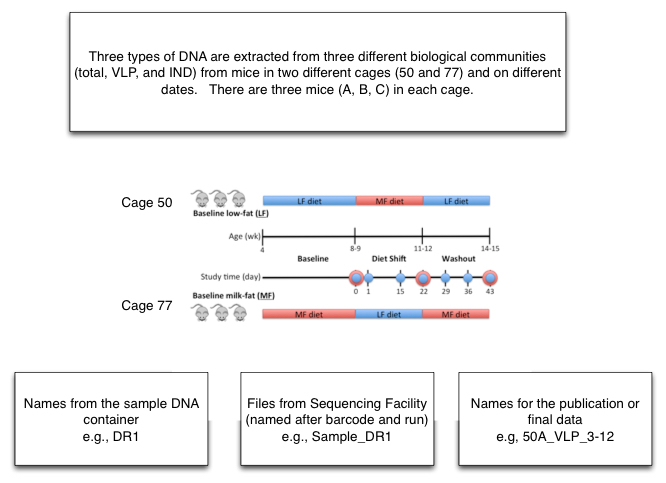 Three types of DNA are extracted from three different biological communities
(total, VLP, and IND) from mice in two different cages (50 and 77) and on different
dates.   There are three mice (A, B, C) in each cage.
Cage 50
LF diet MF diet LF diet
Baseline low-fat (LF)
Age (wk)
4 8-9 11-12 14-15
Baseline Diet Shift Washout
Study time (day)
0 1 15 22 29 36 43
Baseline milk-fat (MF)
Cage 77
MF diet LF diet MF diet
Names from the sample DNA
container
e.g., DR1
Files from Sequencing Facility
(named after barcode and run)
e.g., Sample_DR1
Names for the publication or
final data
e.g, 50A_VLP_3-12